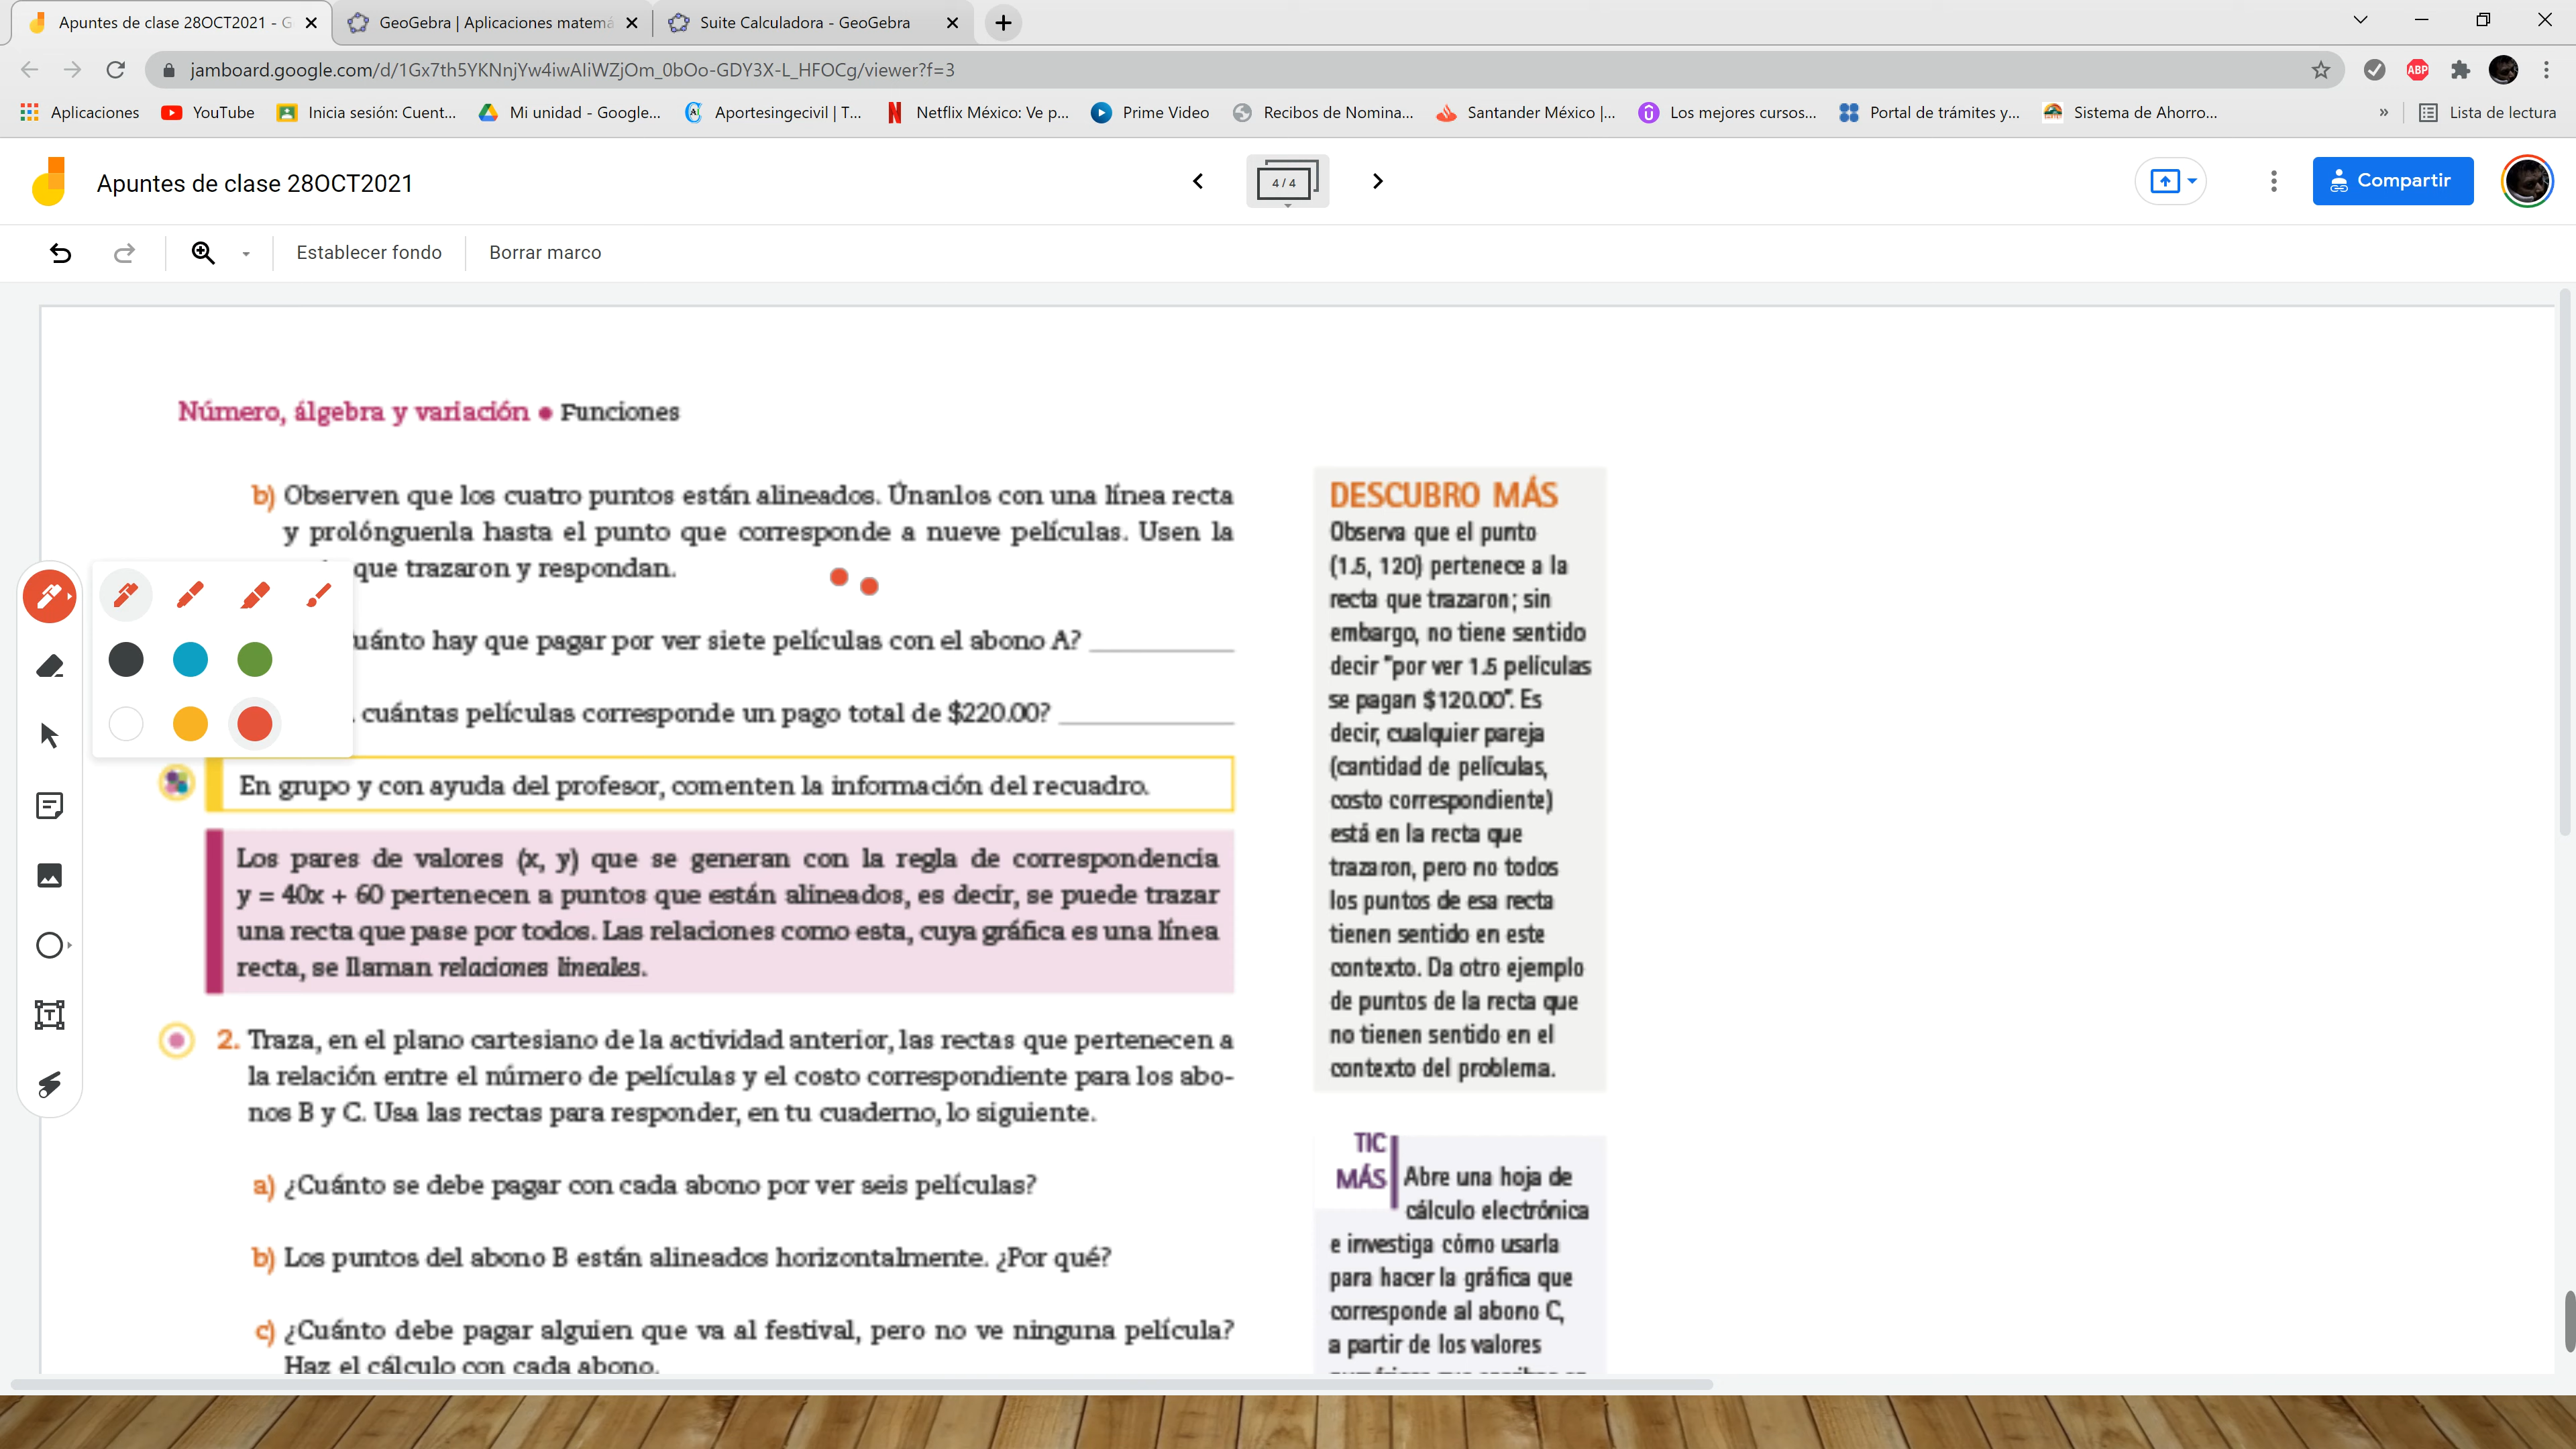 Apuntes de clase 28OCT2021 - G
GeoGebra | Aplicaciones matemá
Suite Calculadora - GeoGebra
jamboard.google.com/d/1Gx7th5YKNnjYw4iwAliWZjOm_0bOo-GDY3X-L_HFOCg/viewer?f=3
ABP
Aplicaciones
YouTube
Inicia sesión: Cuent...
Mi unidad - Google...
Aportesingecivil | T...
Netflix México: Ve p...
Prime Video
Recibos de Nomina...
Santander México |...
Los mejores cursos...
Portal de trámites y...
Sistema de Ahorro...
»
Lista de lectura
Apuntes de clase 28OCT2021
4 / 4
Compartir
Establecer fondo
Borrar marco
Número, álgebra y variación • Funciones
b) Observen que los cuatro puntos están alineados. Únanlos con una línea recta
y prolónguenla hasta el punto que corresponde a nueve películas. Usen la
que trazaron y respondan.
uánto hay que pagar por ver siete películas con el abono A? ____
cuántas películas corresponde un pago total de $220.00? ____
En grupo y con ayuda del profesor, comenten la información del recuadro.
Los pares de valores (x, y) que se generan con la regla de correspondencia
y = 40x + 60 pertenecen a puntos que están alineados, es decir, se puede trazar
una recta que pase por todos. Las relaciones como esta, cuya gráfica es una línea
recta, se llaman relaciones lineales.
2. Traza, en el plano cartesiano de la actividad anterior, las rectas que pertenecen a
la relación entre el número de películas y el costo correspondiente para los abo-
nos B y C. Usa las rectas para responder, en tu cuaderno, lo siguiente.
a) ¿Cuánto se debe pagar con cada abono por ver seis películas?
b) Los puntos del abono B están alineados horizontalmente. ¿Por qué?
c) ¿Cuánto debe pagar alguien que va al festival, pero no ve ninguna película?
Haz el cálculo con cada abono.
DESCUBRO MÁS
Observa que el punto
(1.5, 120) pertenece a la
recta que trazaron; sin
embargo, no tiene sentido
decir "por ver 1.5 películas
se pagan $120.00". Es
decir, cualquier pareja
(cantidad de películas,
costo correspondiente)
está en la recta que
trazaron, pero no todos
los puntos de esa recta
tienen sentido en este
contexto. Da otro ejemplo
de puntos de la recta que
no tienen sentido en el
contexto del problema.
TIC
MÁS
Abre una hoja de
cálculo electrónica
e investiga cómo usarla
para hacer la gráfica que
corresponde al abono C,
a partir de los valores